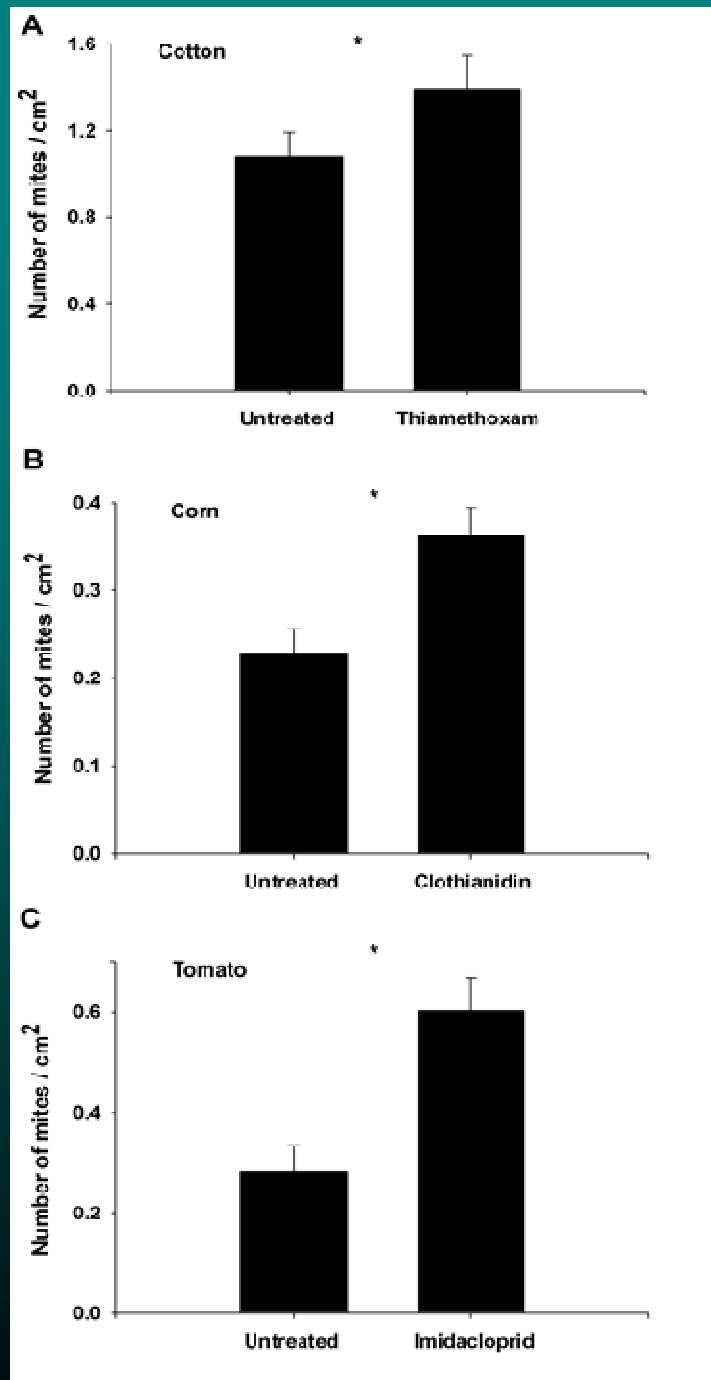 A
Cotton
*
Number of mites / cm²
1.6
1.2
0.8
0.4
0.0
Untreated Thiamethoxam
B
Corn
*
Number of mites / cm²
0.4
0.3
0.2
0.1
0.0
Untreated Clothianidin
C
Tomato
*
Number of mites / cm²
0.6
0.4
0.2
0.0
Untreated Imidacloprid